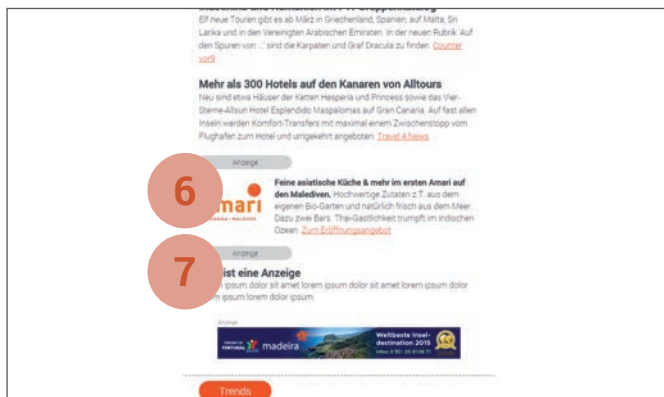 Elf neue Touren gibt es ab März in Griechenland, Spanien, auf Malta, Sri
Lanka und in den Vereinigten Arabischen Emiraten. In der neuen Rubrik 'Auf
den Spuren von ...' sind die Karpaten und Graf Dracula zu finden. Counter
vor9
Mehr als 300 Hotels auf den Kanaren von Alltours
Neu sind etwa Häuser der Ketten Hesperia und Princess sowie das Vier-
Sterne-Allsun Hotel Esplendido Maspalomas auf Gran Canaria. Auf fast allen
Inseln werden Komfort-Transfers mit maximal einem Zwischenstopp vom
Flughafen zum Hotel und umgekehrt angeboten. Travel 4 News
Anzeige
6
Feine asiatische Küche & mehr im ersten Amari auf
den Malediven. Hochwertige Zutaten z.T. aus dem
eigenen Bio-Garten und natürlich frisch aus dem Meer.
Dazu zwei Bars. Thai-Gastlichkeit trumpft im Indischen
Ozean. Zum Eröffnungsangebot
Anzeige
7
ist eine Anzeige
ipsum dolor sit amet lorem ipsum dolor sit amet lorem ipsum dolor
ipsum lorem dolor ipsum.
Anzeige
PORTUGAL
madeira
Weltbeste Insel-
destination 2015
Trends